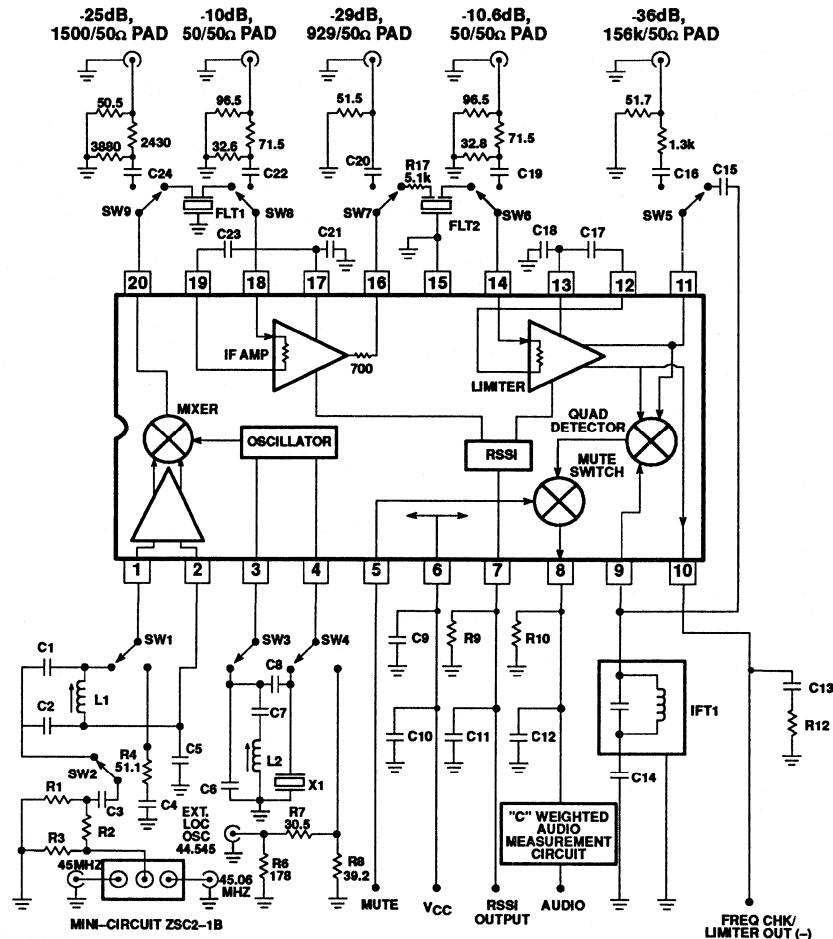 -25dB,
1500/50Ω PAD
-10dB,
50/50Ω PAD
-29dB,
929/50Ω PAD
-10.6dB,
50/50Ω PAD
-36dB,
156k/50Ω PAD
50.5
2430
3880
C24
96.5
71.5
32.6
C22
51.5
C20
R17
5.1k
96.5
71.5
32.8
C19
51.7
1.3k
C16
C15
SW9
FLT1
SW8
SW7
FLT2
SW6
SW5
C23
C21
C18
C17
20
19
18
17
16
15
14
13
12
11
IF AMP
700
LIMITER
MIXER
OSCILLATOR
RSSI
QUAD
DETECTOR
MUTE
SWITCH
1
2
3
4
5
6
7
8
9
10
SW1
SW3
SW4
C1
L1
C2
C5
SW2
R4
51.1
C4
C3
R1
R2
R3
C8
C7
L2
C6
X1
EXT.
LOC
OSC
44.545
R7
30.5
R6
178
R8
39.2
45MHZ
45.06
MHZ
MINI–CIRCUIT ZSC2–1B
C9
R9
R10
C10
C11
C12
"C" WEIGHTED
AUDIO
MEASUREMENT
CIRCUIT
IFT1
C14
C13
R12
MUTE
VCC
RSSI
OUTPUT
AUDIO
FREQ CHK/
LIMITER OUT (–)